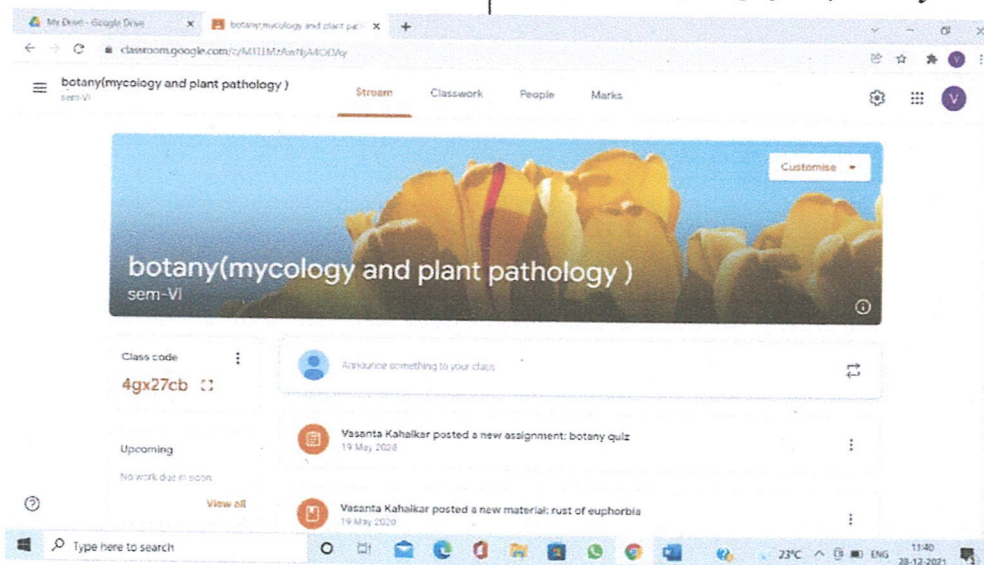 My Drive - Google Drive
botany(mycology and plant path
classroom.google.com
botany(mycology and plant pathology )
sem-VI
Stream
Classwork
People
Marks
V
Customise
botany(mycology and plant pathology )
sem-VI
Class code
4gx27cb
Announce something to your class
Upcoming
No work due in soon
View all
Vasanta Kahalkar posted a new assignment: botany quiz
19 May 2020
Vasanta Kahalkar posted a new material: rust of euphorbia
19 May 2020
Type here to search
23°C
ENG
11:40
28-12-2021